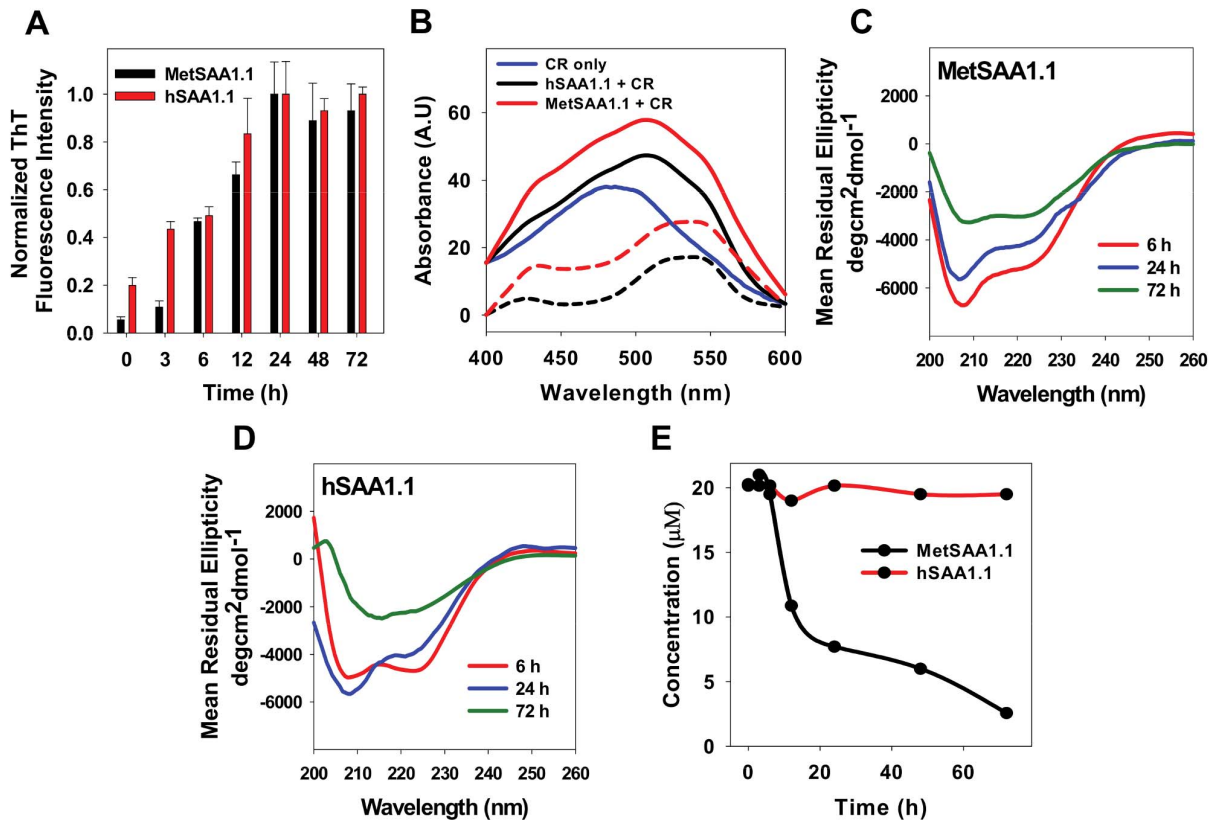 A
Normalized ThT
Fluorescence Intensity
MetSAA1.1
hSAA1.1
1.0
0.8
0.6
0.4
0.2
0.0
0 3 6 12 24 48 72
Time (h)
B
Absorbance (A.U)
CR only
hSAA1.1 + CR
MetSAA1.1 + CR
60
40
20
0
400 450 500 550 600
Wavelength (nm)
C
Mean Residual Ellipticity
degcm2dmol-1
MetSAA1.1
2000
0
-2000
-4000
-6000
6 h
24 h
72 h
200 210 220 230 240 250 260
Wavelength (nm)
D
Mean Residual Ellipticity
degcm2dmol-1
hSAA1.1
2000
0
-2000
-4000
-6000
6 h
24 h
72 h
200 210 220 230 240 250 260
Wavelength (nm)
E
Concentration (μM)
20
15
10
5
0
MetSAA1.1
hSAA1.1
0 20 40 60
Time (h)